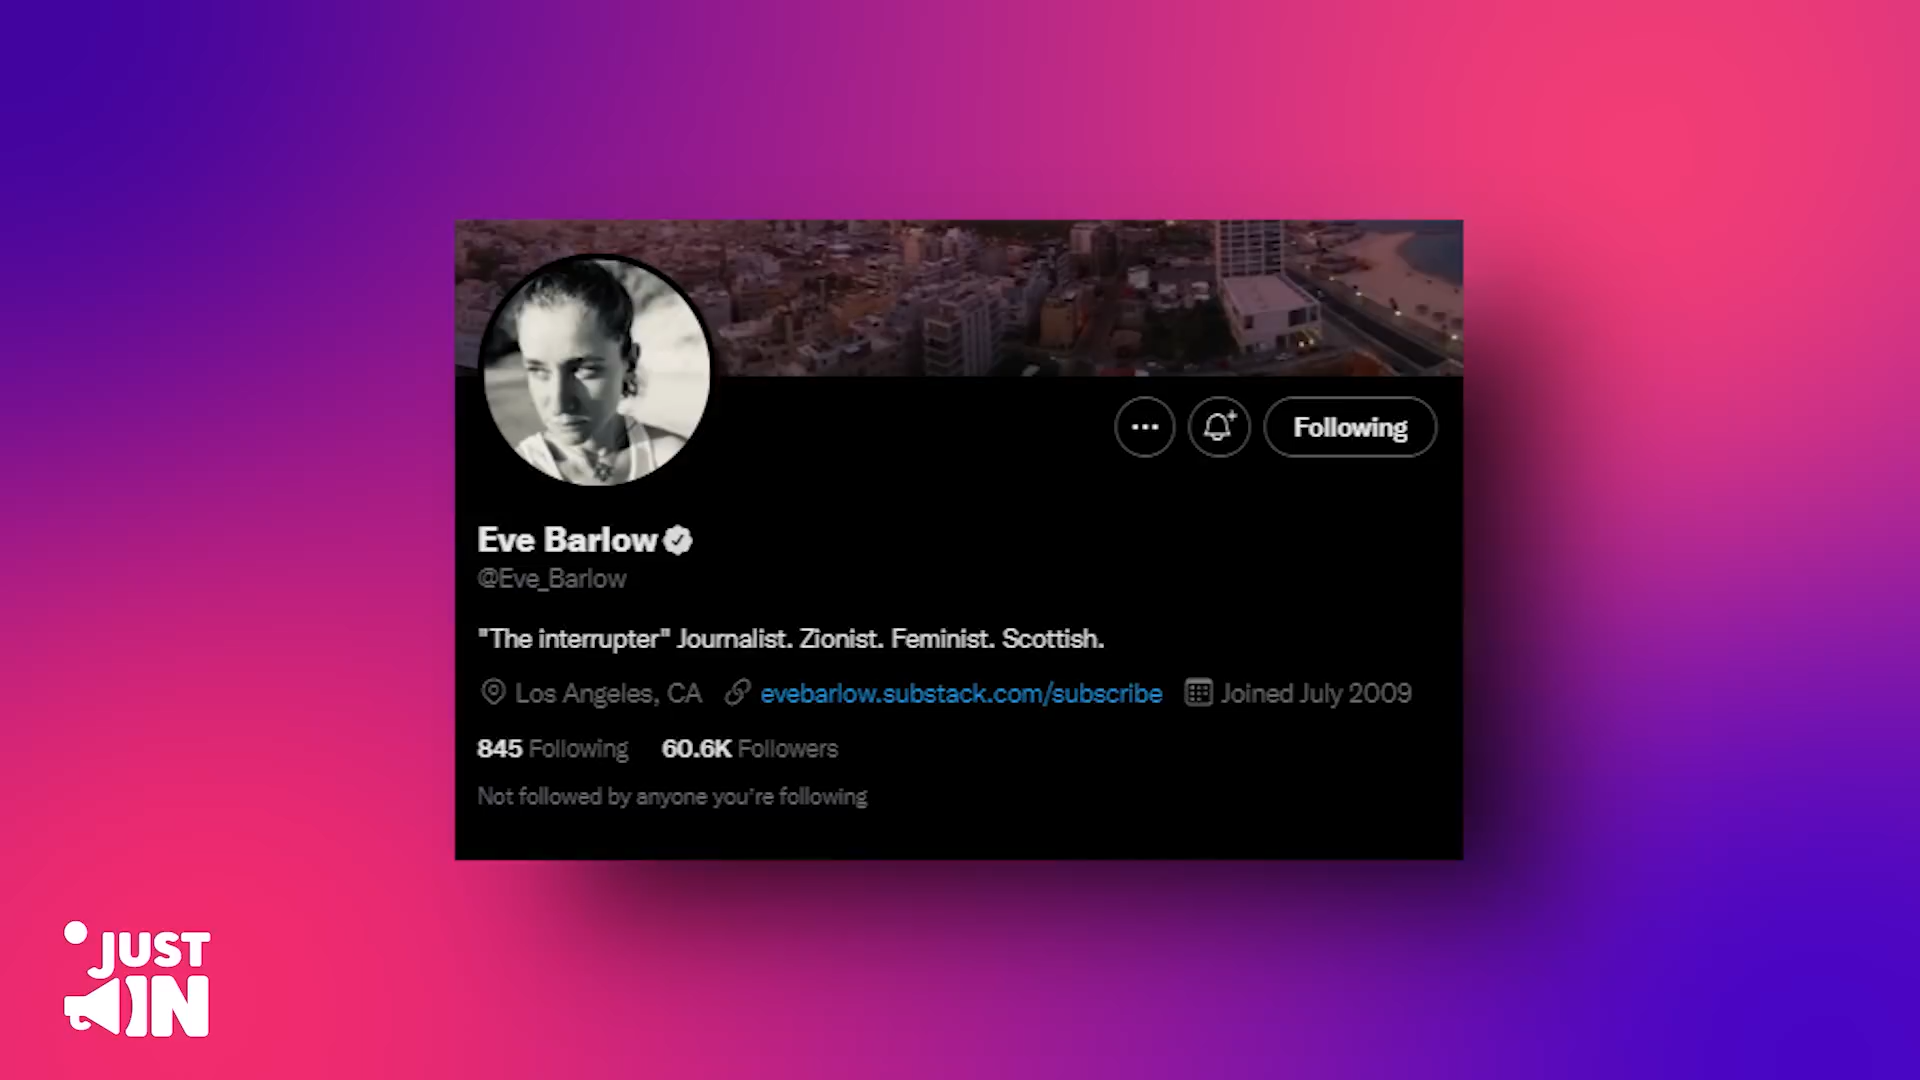 Following
Eve Barlow
@Eve_Barlow
"The interrupter" Journalist. Zionist. Feminist. Scottish.
Los Angeles, CA evebarlow.substack.com/subscribe Joined July 2009
845 Following 60.6K Followers
Not followed by anyone you're following
JUST
IN